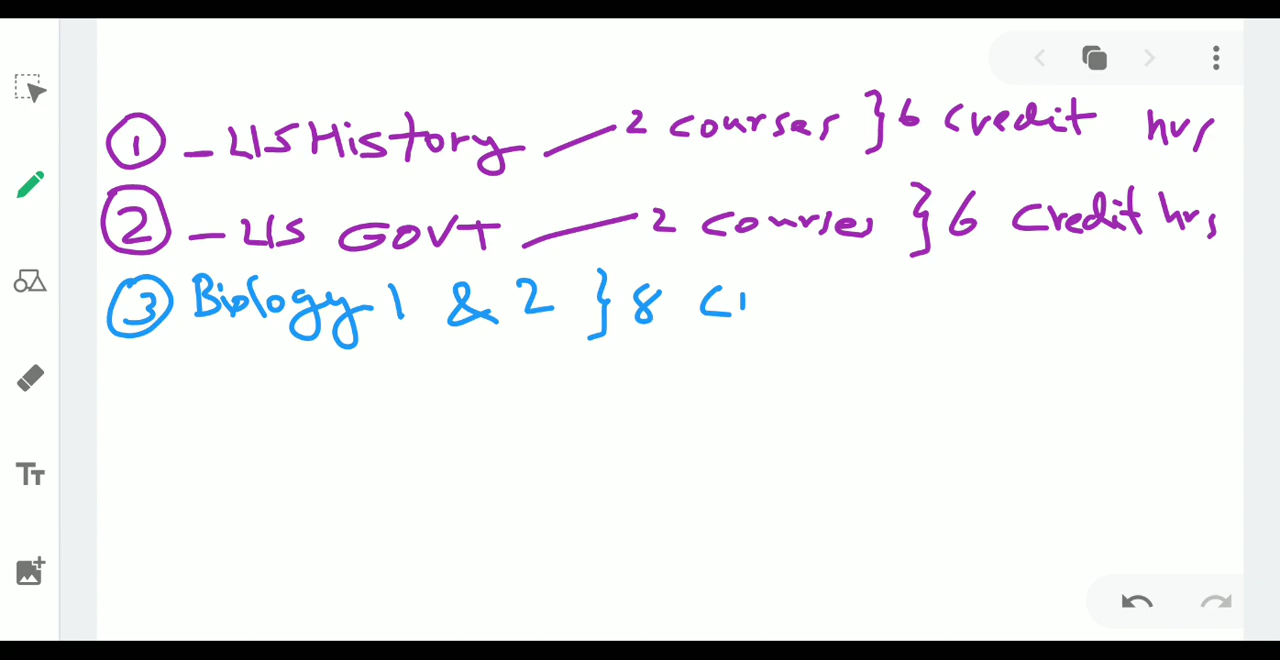 ① - US History — 2 courses } 6 credit hrs
② - US GOVT — 2 courses } 6 credit hrs
③ Biology 1 & 2 } 8 C
Tт